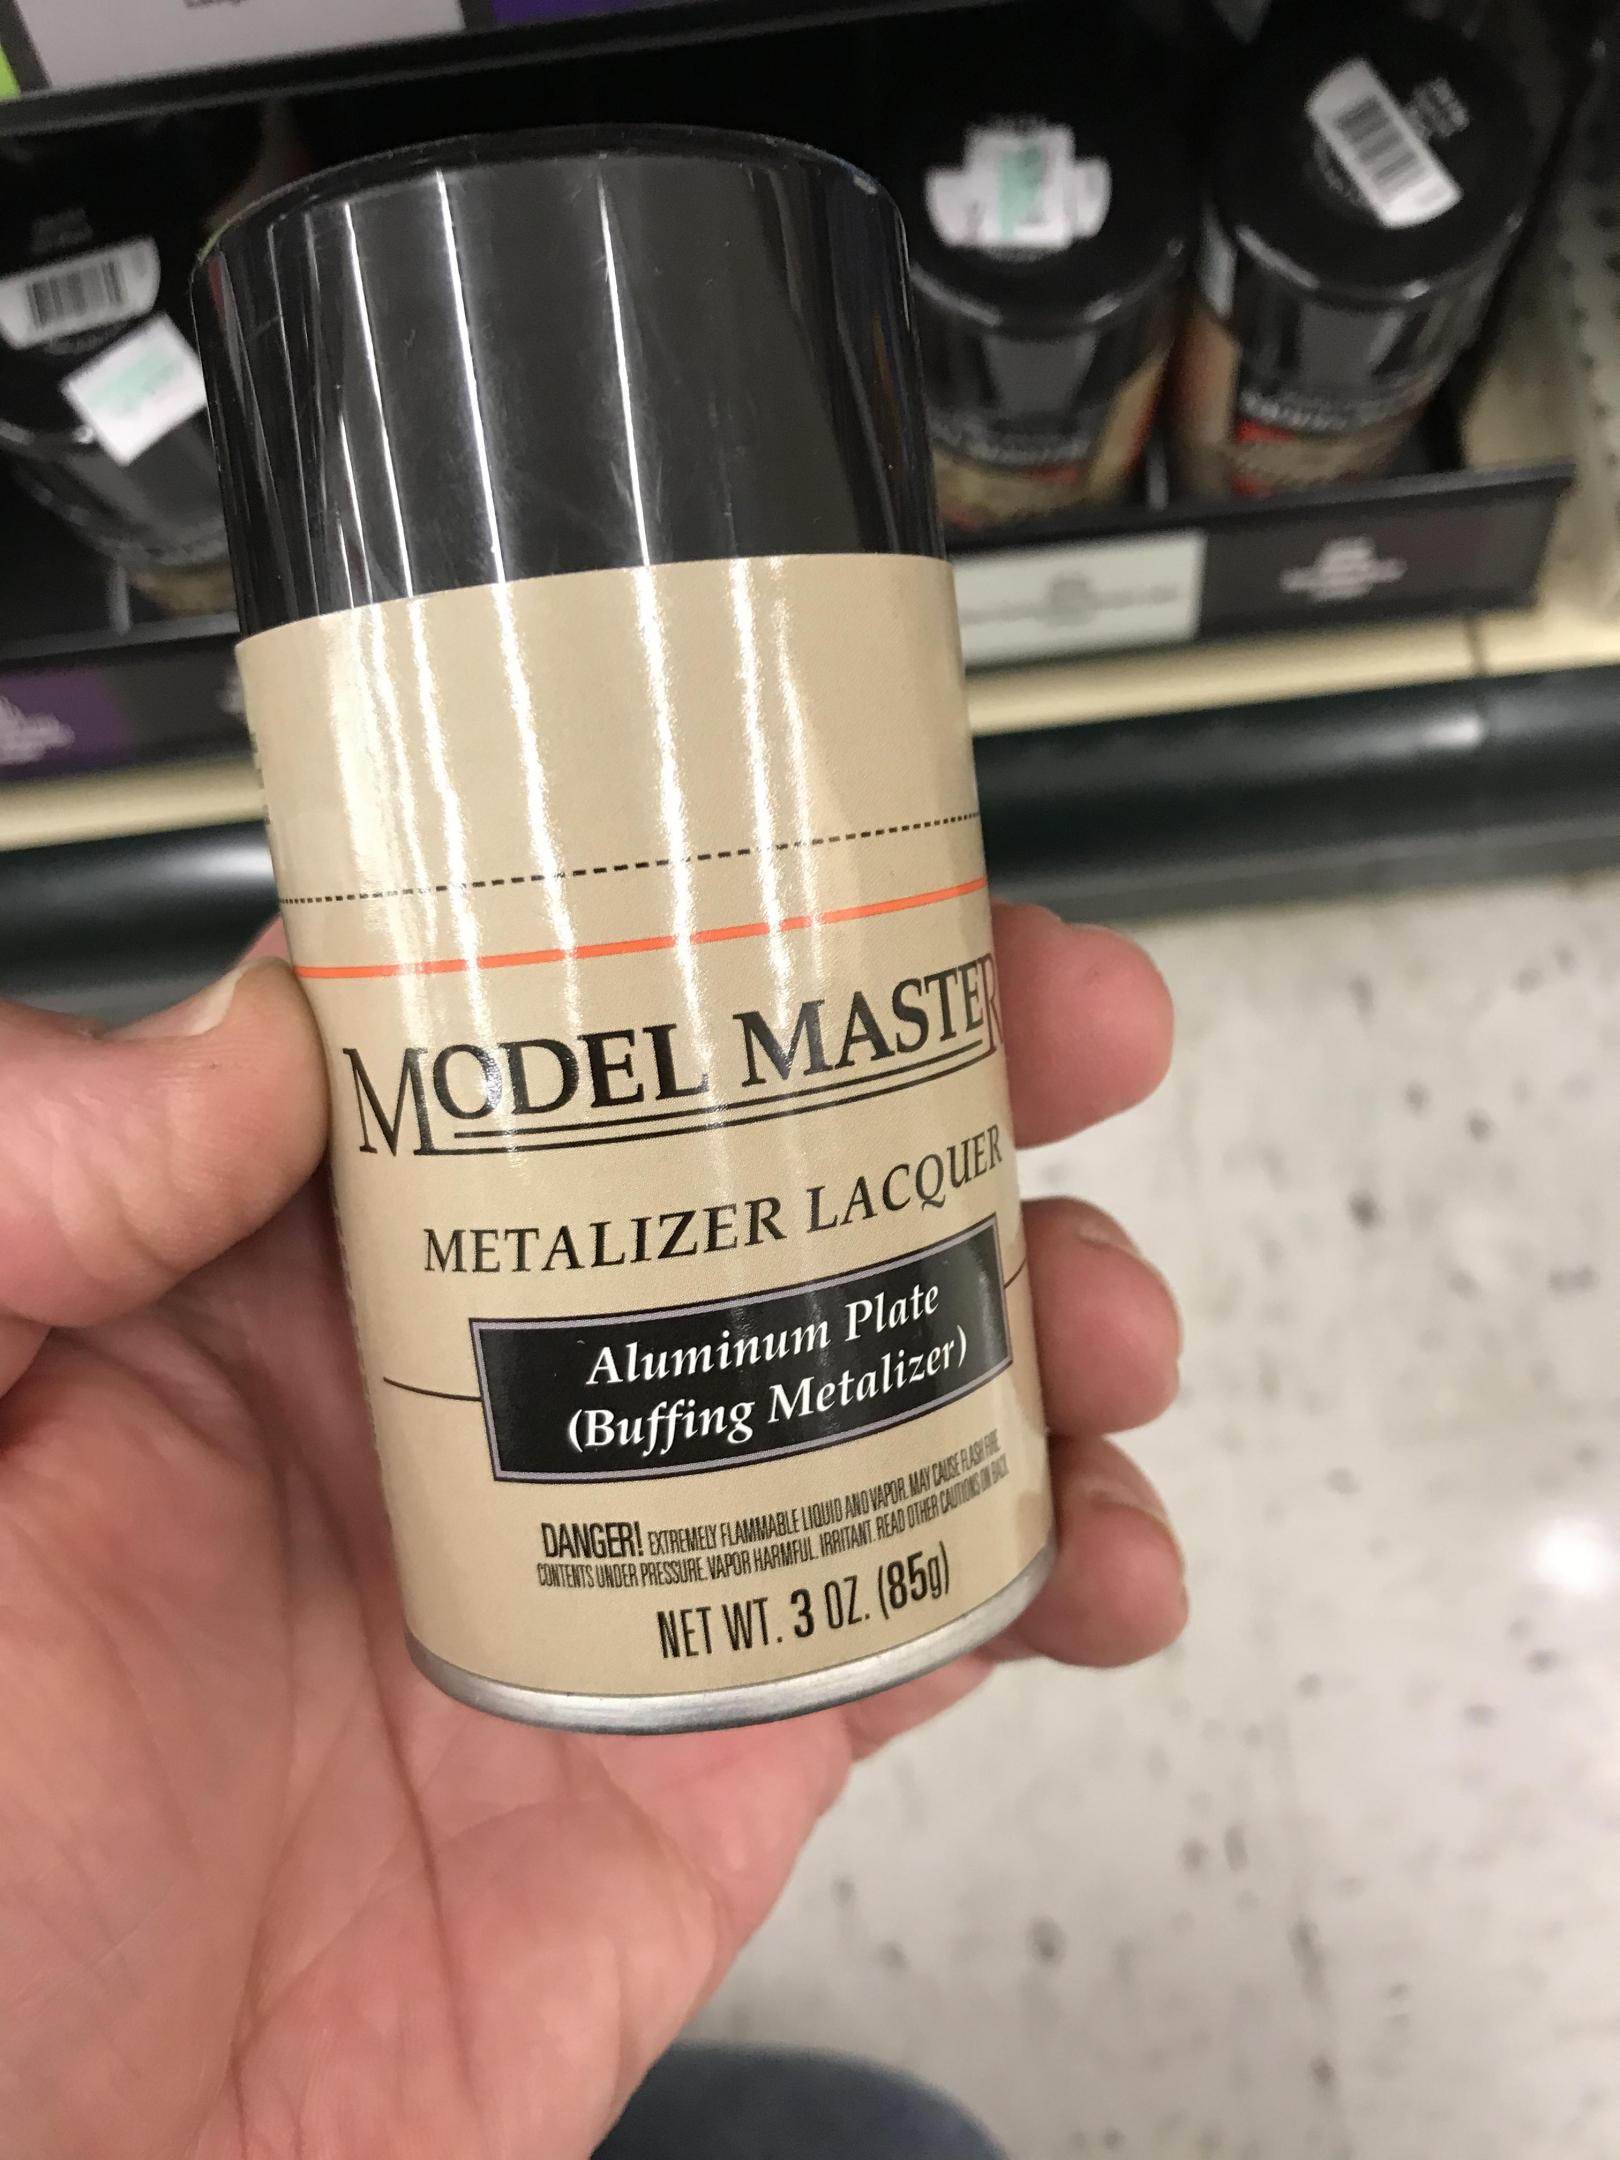 MODEL MASTER
METALIZER LACQUER
Aluminum Plate
(Buffing Metalizer)
DANGER! EXTREMELY FLAMMABLE LIQUID AND VAPOR. MAY CAUSE FLASH FIRE.
CONTENTS UNDER PRESSURE. VAPOR HARMFUL. IRRITANT. READ OTHER CAUTIONS ON BACK.
NET WT. 3 OZ. (85g)